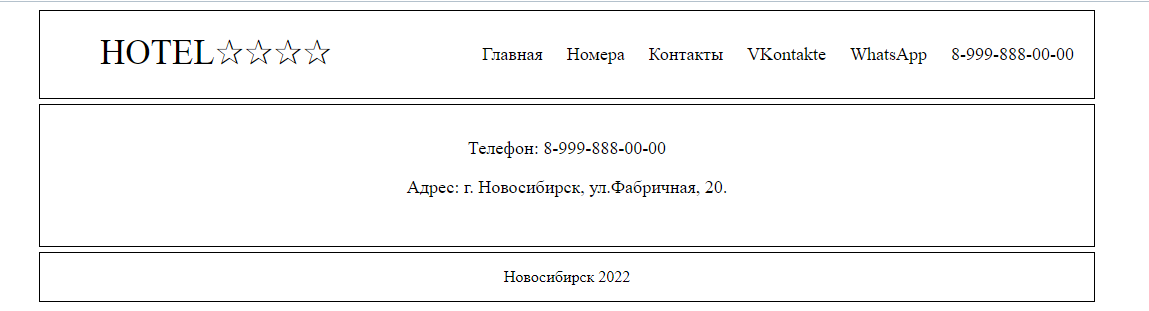 HOTEL☆☆☆☆ Главная Номера Контакты VKontakte WhatsApp 8-999-888-00-00
Телефон: 8-999-888-00-00
Адрес: г. Новосибирск, ул.Фабричная, 20.
Новосибирск 2022